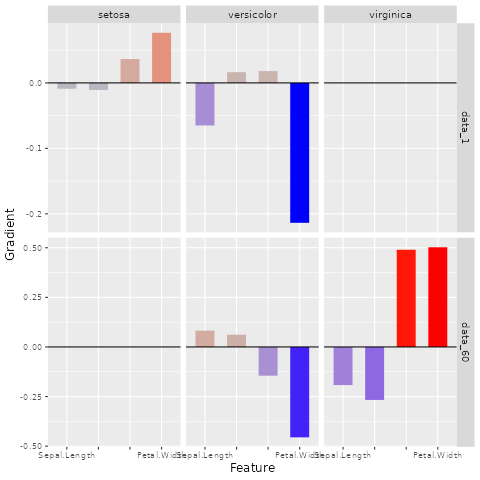 setosa versicolor virginica
0.0
-0.1
-0.2
data_1
Gradient
0.50
0.25
0.00
-0.25
-0.50
data_60
Sepal.Length Petal.Width Sepal.Length Petal.Width Sepal.Length Petal.Width
Feature